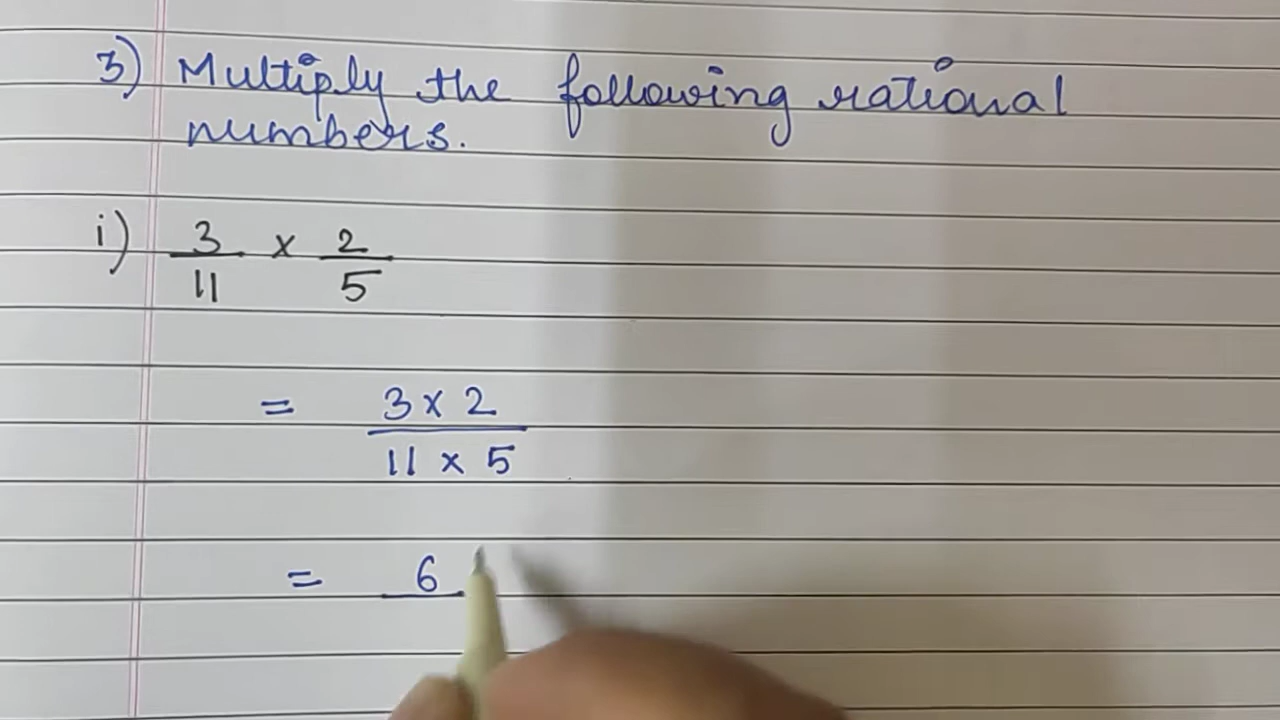 3) Multiply the following rational
numbers.
i) 3/11 × 2/5
= 3 × 2 / 11 × 5
= 6